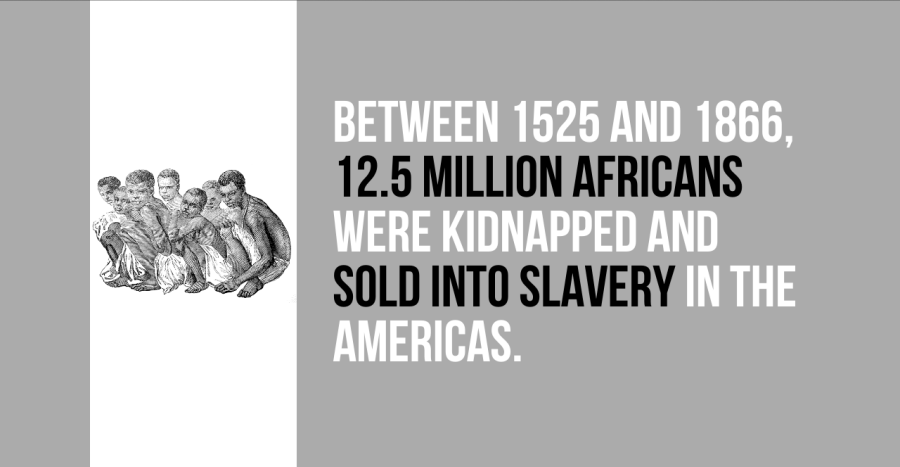 BETWEEN 1525 AND 1866,
12.5 MILLION AFRICANS
WERE KIDNAPPED AND
SOLD INTO SLAVERY IN THE
AMERICAS.